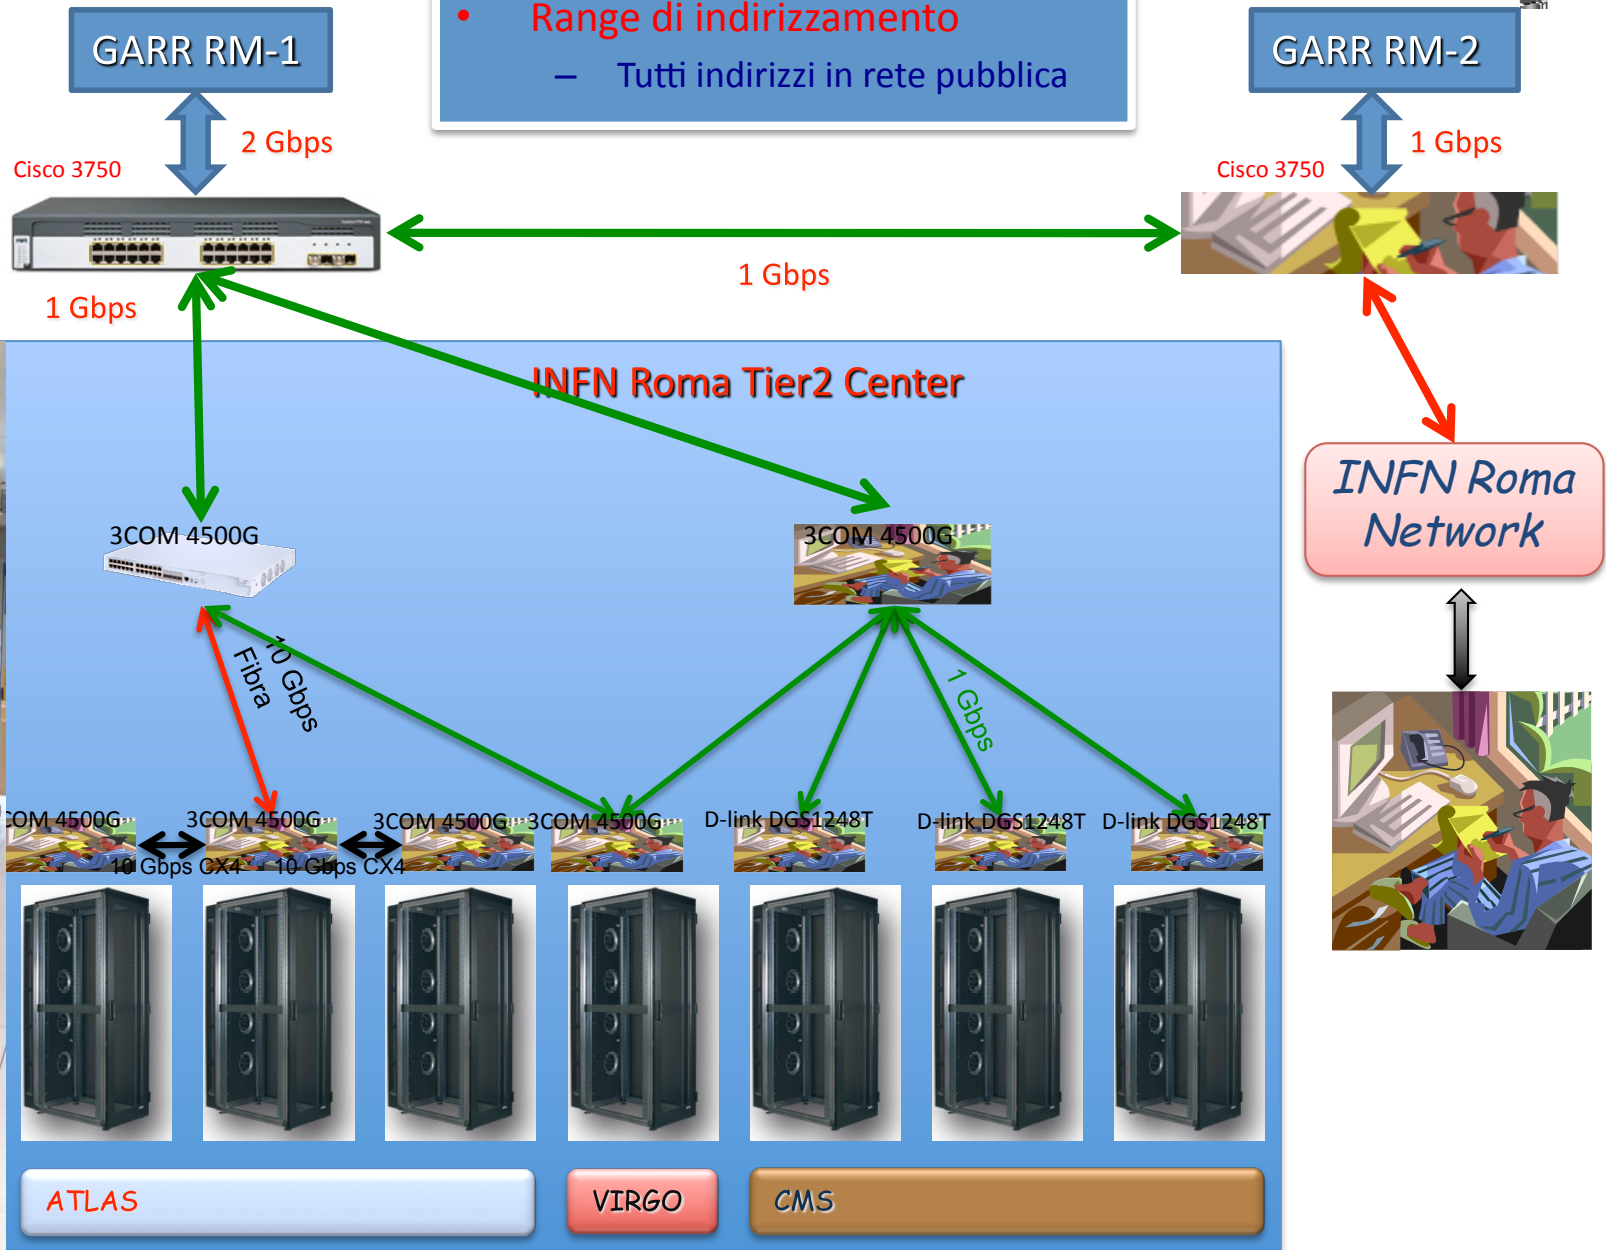 • Range di indirizzamento
– Tutti indirizzi in rete pubblica
GARR RM-1
GARR RM-2
2 Gbps
1 Gbps
Cisco 3750
Cisco 3750
1 Gbps
1 Gbps
INFN Roma Tier2 Center
INFN Roma
Network
3COM 4500G
3COM 4500G
10 Gbps
Fibra
1 Gbps
COM 4500G
3COM 4500G
3COM 4500G
3COM 4500G
D-link DGS1248T
D-link DGS1248T
D-link DGS1248T
10 Gbps CX4
10 Gbps CX4
ATLAS
VIRGO
CMS